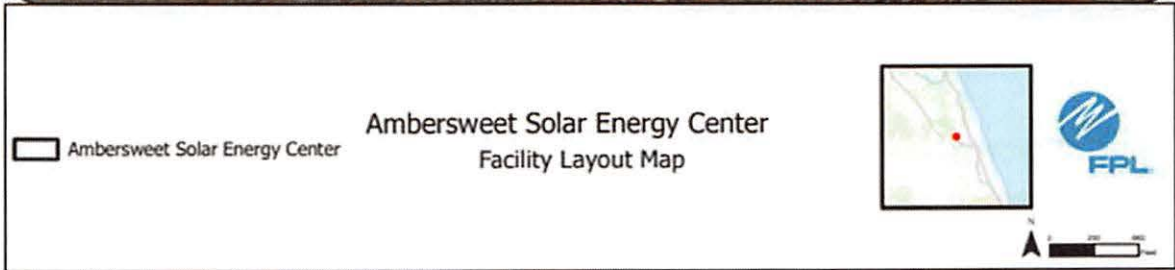 Ambersweet Solar Energy Center
Ambersweet Solar Energy Center
Facility Layout Map
FPL
N